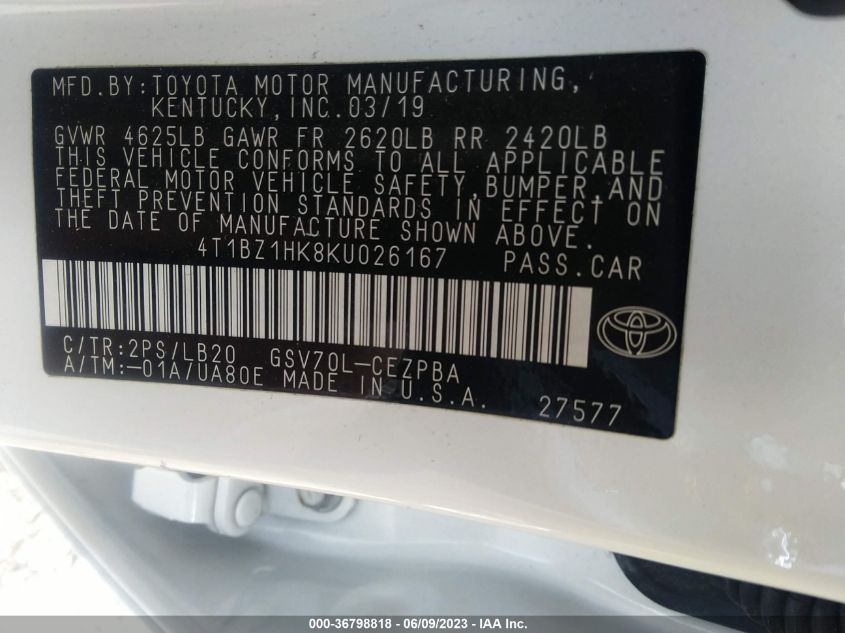 MFD.BY:TOYOTA MOTOR MANUFACTURING,
KENTUCKY,INC.03/19
GVWR 4625LB GAWR FR 2620LB RR 2420LB
THIS VEHICLE CONFORMS TO ALL APPLICABLE
FEDERAL MOTOR VEHICLE SAFETY,BUMPER,AND
THEFT PREVENTION STANDARDS IN EFFECT ON
THE DATE OF MANUFACTURE SHOWN ABOVE.
4T1BZ1HK8KU026167 PASS.CAR
C/TR:2PS/LB20 GSV70L-CEZPBA
A/TM:-01A/UA80E MADE IN U.S.A. 27577
000-36798818 - 06/09/2023 - IAA Inc.